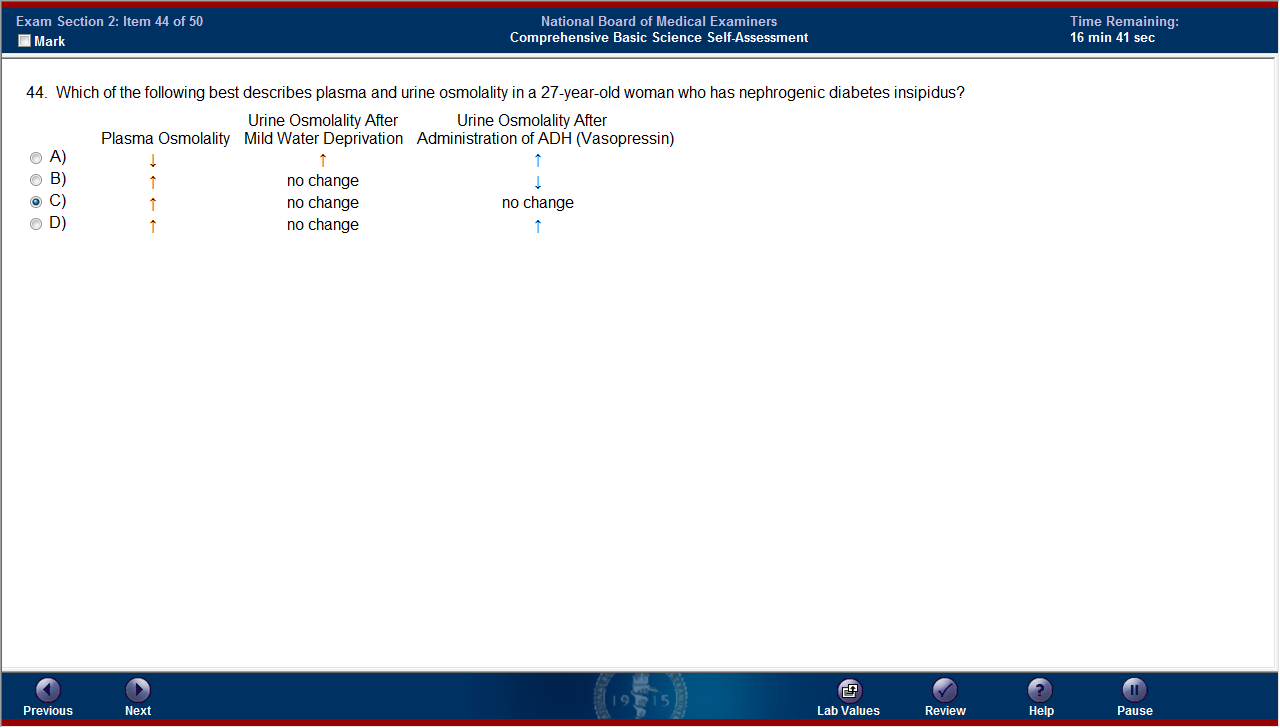 Exam Section 2: Item 44 of 50
National Board of Medical Examiners
Time Remaining:
Mark
Comprehensive Basic Science Self-Assessment
16 min 41 sec
44. Which of the following best describes plasma and urine osmolality in a 27-year-old woman who has nephrogenic diabetes insipidus?
Urine Osmolality After Urine Osmolality After
Plasma Osmolality Mild Water Deprivation Administration of ADH (Vasopressin)
A) ↓ ↑ ↑
B) ↑ no change ↓
C) ↑ no change no change
D) ↑ no change ↑
1915
Previous Next Lab Values Review Help Pause